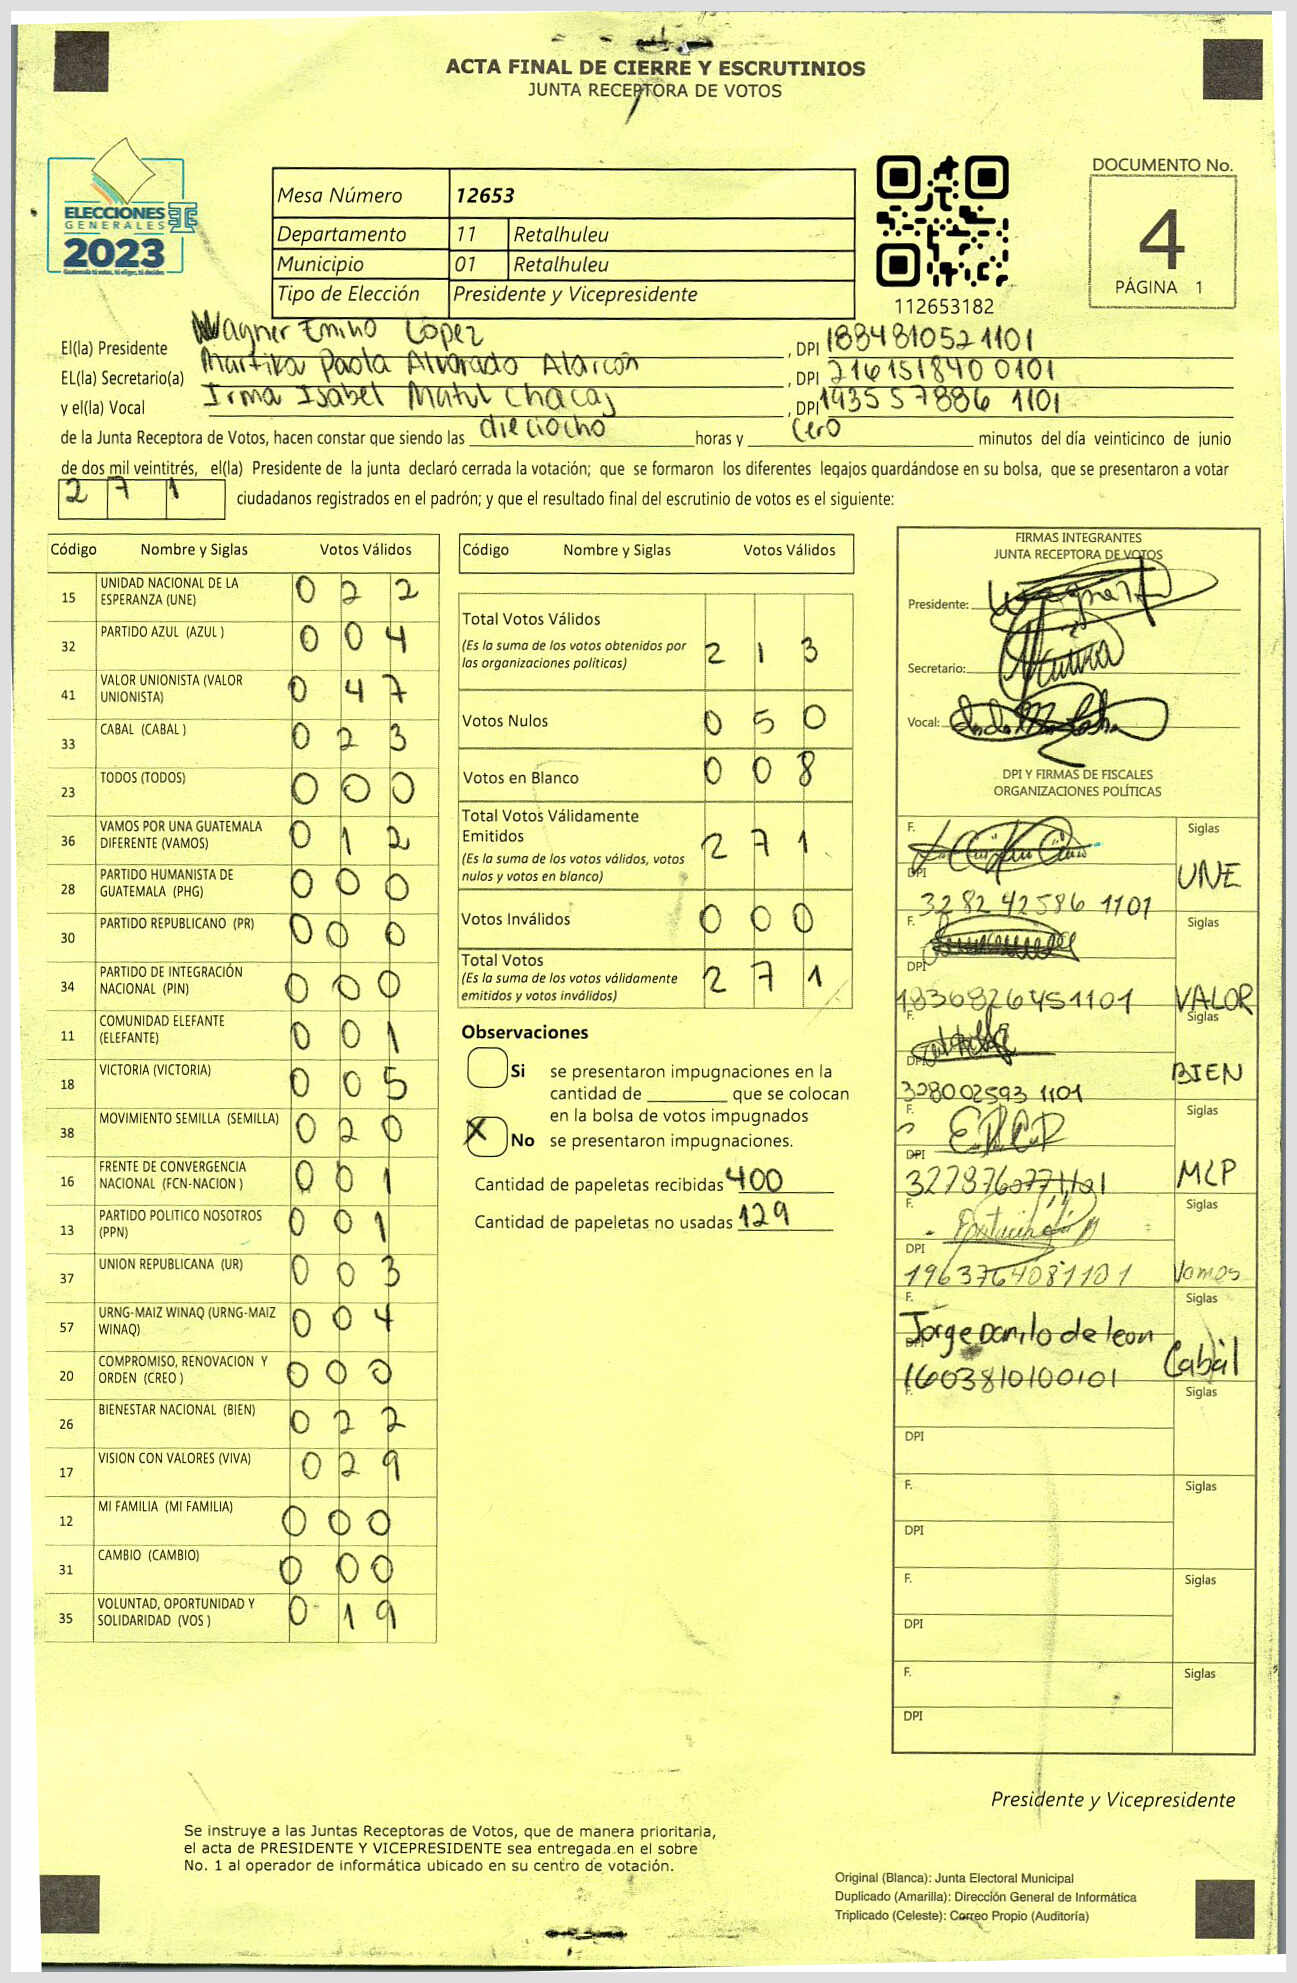 ACTA FINAL DE CIERRE Y ESCRUTINIOS
JUNTA RECEPTORA DE VOTOS
ELECCIONES
GENERALES
2023
Guatemala tú votas, tú eliges, tú decides
Mesa Número 12653
Departamento 11 Retalhuleu
Municipio 01 Retalhuleu
Tipo de Elección Presidente y Vicepresidente
112653182
DOCUMENTO No.
4
PÁGINA 1
El(la) Presidente Wagner Emilio López, DPI 1884810521101
EL(la) Secretario(a) Martika Paola Alvarado Alarcón, DPI 2161518400101
y el(la) Vocal Irma Isabel Matul Chacaj, DPI 1935578861101
de la Junta Receptora de Votos, hacen constar que siendo las dieciocho horas y cero minutos del día veinticinco de junio
de dos mil veintitrés, el(la) Presidente de la junta declaró cerrada la votación; que se formaron los diferentes legajos guardándose en su bolsa, que se presentaron a votar
271 ciudadanos registrados en el padrón; y que el resultado final del escrutinio de votos es el siguiente:
Código Nombre y Siglas Votos Válidos
15 UNIDAD NACIONAL DE LA ESPERANZA (UNE) 0 2 2
32 PARTIDO AZUL (AZUL ) 0 0 4
41 VALOR UNIONISTA (VALOR UNIONISTA) 0 4 7
33 CABAL (CABAL ) 0 2 3
23 TODOS (TODOS) 0 0 0
36 VAMOS POR UNA GUATEMALA DIFERENTE (VAMOS) 0 1 2
28 PARTIDO HUMANISTA DE GUATEMALA (PHG) 0 0 0
30 PARTIDO REPUBLICANO (PR) 0 0 0
34 PARTIDO DE INTEGRACIÓN NACIONAL (PIN) 0 0 0
11 COMUNIDAD ELEFANTE (ELEFANTE) 0 0 1
18 VICTORIA (VICTORIA) 0 0 5
38 MOVIMIENTO SEMILLA (SEMILLA) 0 2 0
16 FRENTE DE CONVERGENCIA NACIONAL (FCN-NACION ) 0 0 1
13 PARTIDO POLITICO NOSOTROS (PPN) 0 0 1
37 UNION REPUBLICANA (UR) 0 0 3
57 URNG-MAIZ WINAQ (URNG-MAIZ WINAQ) 0 0 4
20 COMPROMISO, RENOVACION Y ORDEN (CREO ) 0 0 0
26 BIENESTAR NACIONAL (BIEN) 0 2 2
17 VISION CON VALORES (VIVA) 0 2 9
12 MI FAMILIA (MI FAMILIA) 0 0 0
31 CAMBIO (CAMBIO) 0 0 0
35 VOLUNTAD, OPORTUNIDAD Y SOLIDARIDAD (VOS ) 0 1 9
Código Nombre y Siglas Votos Válidos
Total Votos Válidos 2 1 3
(Es la suma de los votos obtenidos por
las organizaciones políticas)
Votos Nulos 0 5 0
Votos en Blanco 0 0 8
Total Votos Válidamente
Emitidos 2 7 1
(Es la suma de los votos válidos, votos
nulos y votos en blanco)
Votos Inválidos 0 0 0
Total Votos 2 7 1
(Es la suma de los votos válidamente
emitidos y votos inválidos)
Observaciones
Si se presentaron impugnaciones en la
cantidad de ________ que se colocan
en la bolsa de votos impugnados
X No se presentaron impugnaciones.
Cantidad de papeletas recibidas 400
Cantidad de papeletas no usadas 129
FIRMAS INTEGRANTES
JUNTA RECEPTORA DE VOTOS
Presidente:
Secretario:
Vocal:
DPI Y FIRMAS DE FISCALES
ORGANIZACIONES POLÍTICAS
F. Siglas
DPI 3282425861101 UNE
F. Siglas
DPI 1836826451101 VALOR
F. Siglas
DPI 3280025931101 BIEN
F. Siglas
DPI MLP
F. Siglas
DPI 1963764081101 Vamos
F. Jorge Danilo de leon Siglas
DPI 1603810100101 Cabal
F. Siglas
DPI
F. Siglas
DPI
F. Siglas
DPI
F. Siglas
DPI
Presidente y Vicepresidente
Se instruye a las Juntas Receptoras de Votos, que de manera prioritaria,
el acta de PRESIDENTE Y VICEPRESIDENTE sea entregada en el sobre
No. 1 al operador de informática ubicado en su centro de votación.
Original (Blanca): Junta Electoral Municipal
Duplicado (Amarilla): Dirección General de Informática
Triplicado (Celeste): Correo Propio (Auditoría)